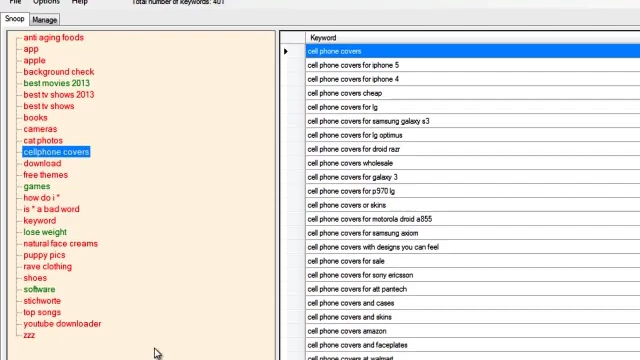 File Options Help Total number of keywords: 401
Snoop Manage
anti aging foods
app
apple
background check
best movies 2013
best tv shows 2013
best tv shows
books
cameras
cat photos
cellphone covers
download
free themes
games
how do i *
is * a bad word
keyword
lose weight
natural face creams
puppy pics
rave clothing
shoes
software
stichworte
top songs
youtube downloader
zzz
Keyword
cell phone covers
cell phone covers for iphone 5
cell phone covers for iphone 4
cell phone covers cheap
cell phone covers for lg
cell phone covers for samsung galaxy s3
cell phone covers for lg optimus
cell phone covers for droid razr
cell phone covers wholesale
cell phone covers for galaxy 3
cell phone covers for p970 lg
cell phone covers or skins
cell phone covers for motorola droid a855
cell phone covers for samsung axiom
cell phone covers with designs you can feel
cell phone covers for sale
cell phone covers for sony ericsson
cell phone covers for att pantech
cell phone covers and cases
cell phone covers and skins
cell phone covers amazon
cell phone covers and faceplates
cell phone covers at walmart